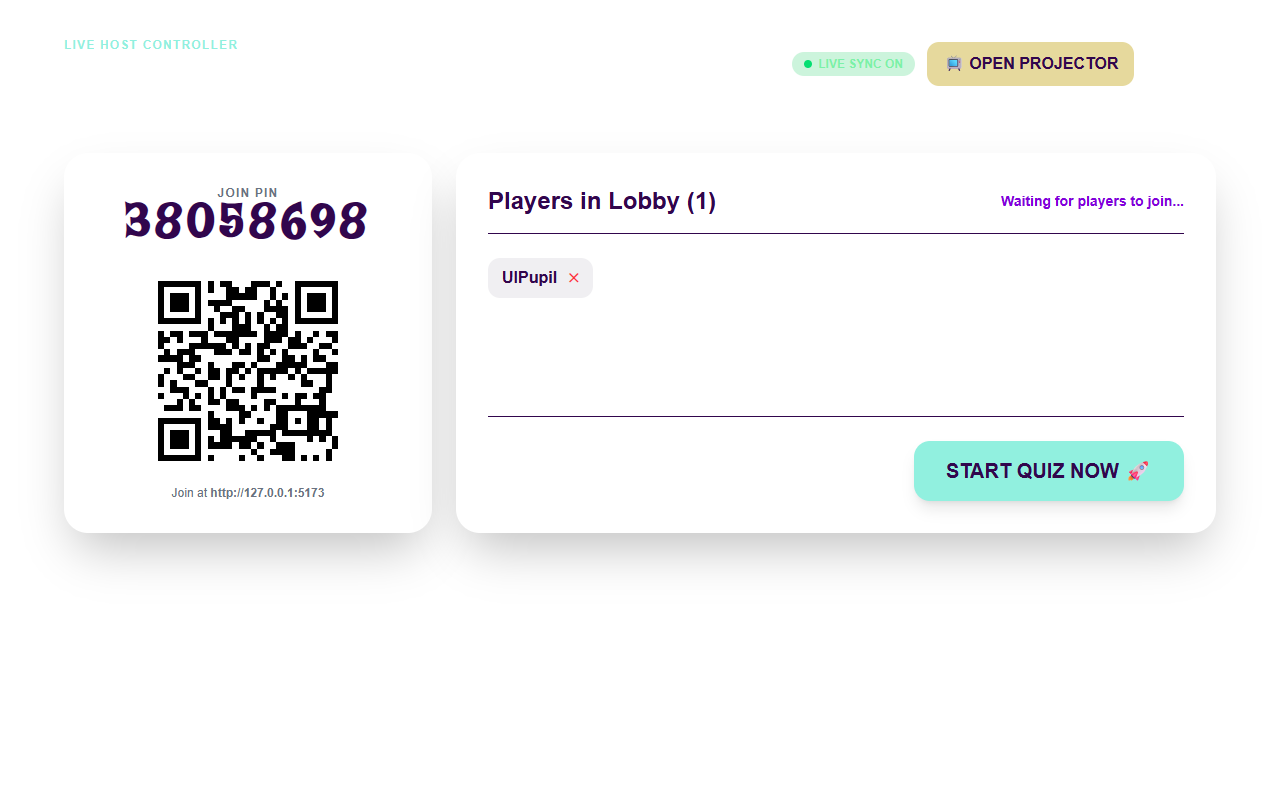 LIVE HOST CONTROLLER
LIVE SYNC ON
📺 OPEN PROJECTOR
JOIN PIN
38058698
Join at http://127.0.0.1:5173
Players in Lobby (1)
Waiting for players to join...
UIPupil ✕
START QUIZ NOW 🚀